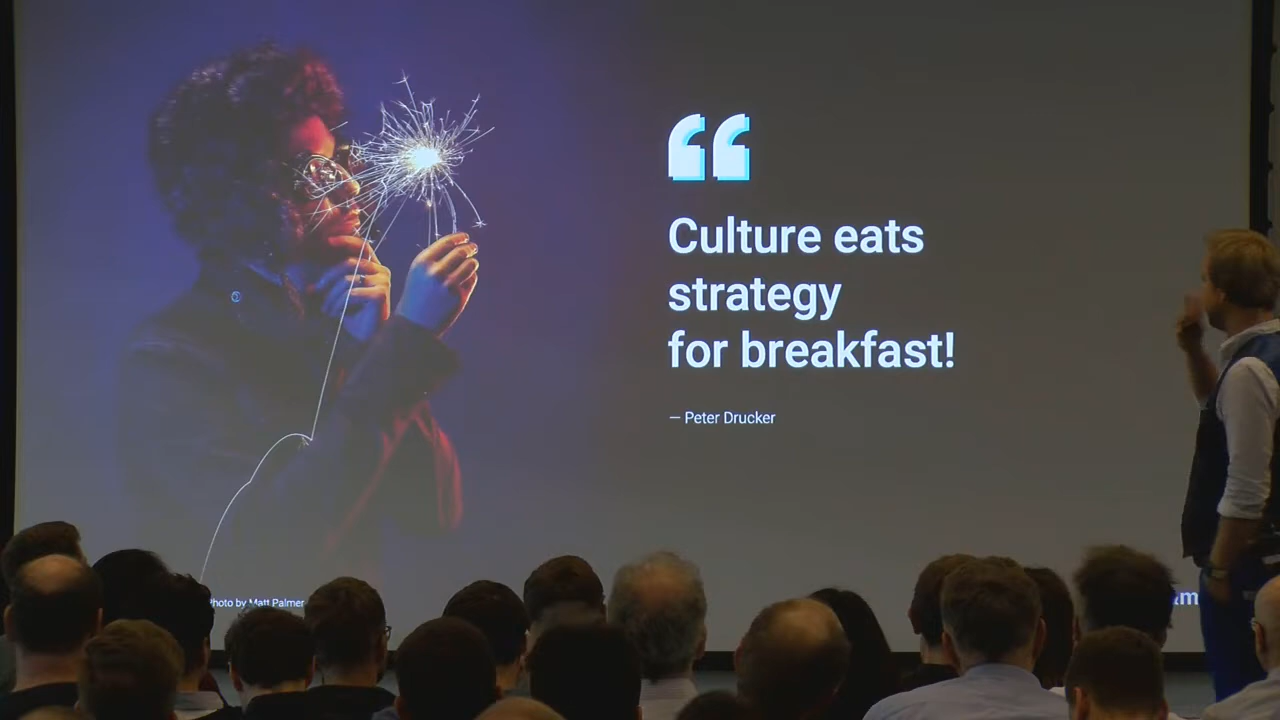 “
Culture eats
strategy
for breakfast!
— Peter Drucker
Photo by Matt Palmer